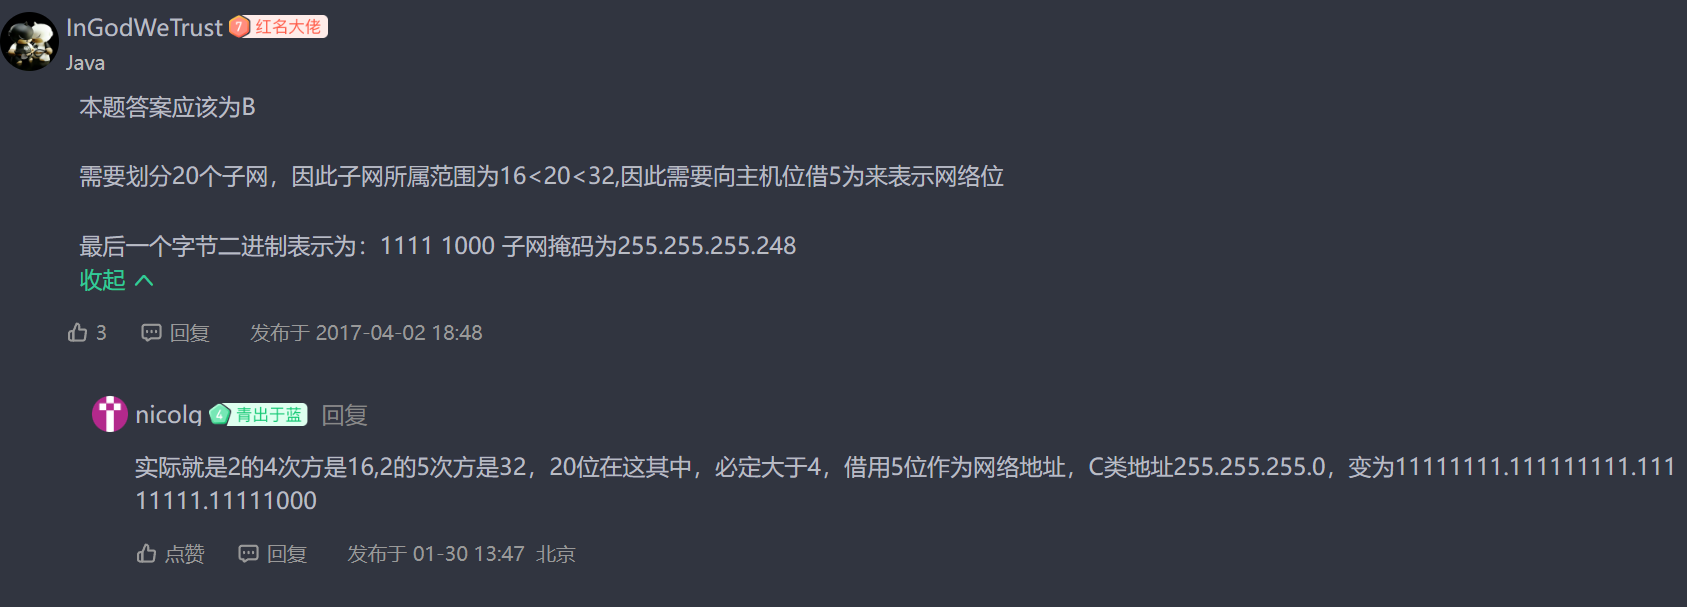 InGodWeTrust 7 红名大佬
Java
本题答案应该为B
需要划分20个子网，因此子网所属范围为16<20<32,因此需要向主机位借5为来表示网络位
最后一个字节二进制表示为：1111 1000 子网掩码为255.255.255.248
收起
3 回复 发布于 2017-04-02 18:48
nicolq 4 青出于蓝 回复
实际就是2的4次方是16,2的5次方是32，20位在这其中，必定大于4，借用5位作为网络地址，C类地址255.255.255.0，变为11111111.111111111.111
11111.11111000
点赞 回复 发布于 01-30 13:47 北京